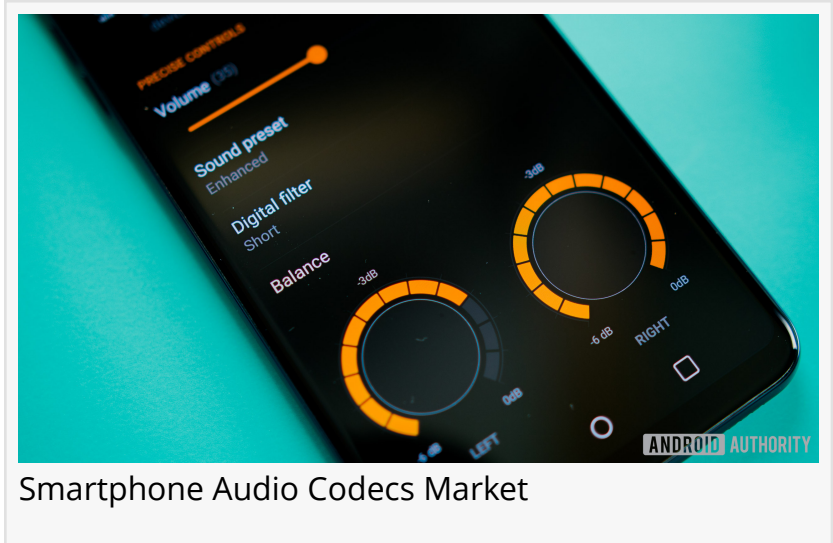 PRECISE CONTROLS
Volume (35)
Sound preset
Enhanced
Digital filter
Short
Balance
-3dB
0dB
LEFT
-3dB
0dB
-6 dB
RIGHT
ANDROID AUTHORITY
Smartphone Audio Codecs Market